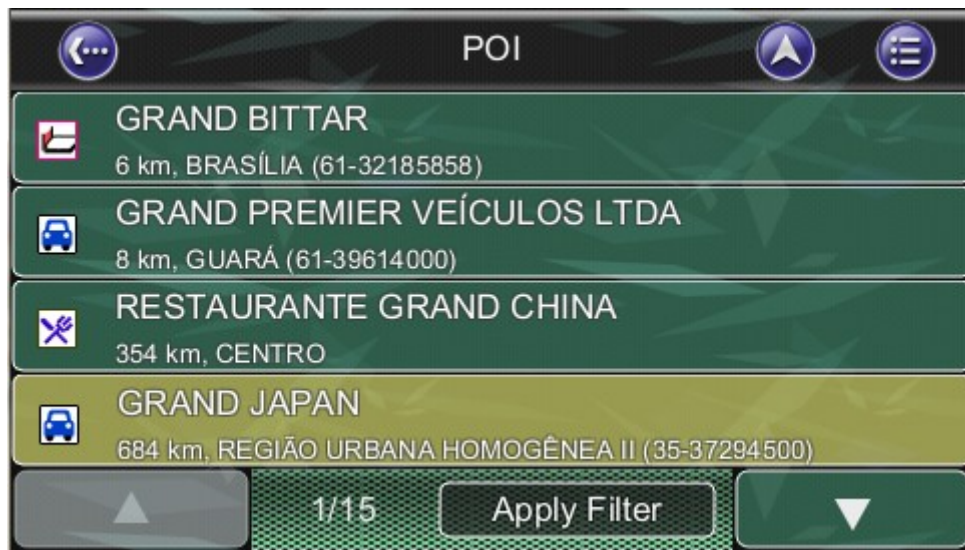 POI
GRAND BITTAR
6 km, BRASÍLIA (61-32185858)
GRAND PREMIER VEÍCULOS LTDA
8 km, GUARÁ (61-39614000)
RESTAURANTE GRAND CHINA
354 km, CENTRO
GRAND JAPAN
684 km, REGIÃO URBANA HOMOGÊNEA II (35-37294500)
1/15 Apply Filter